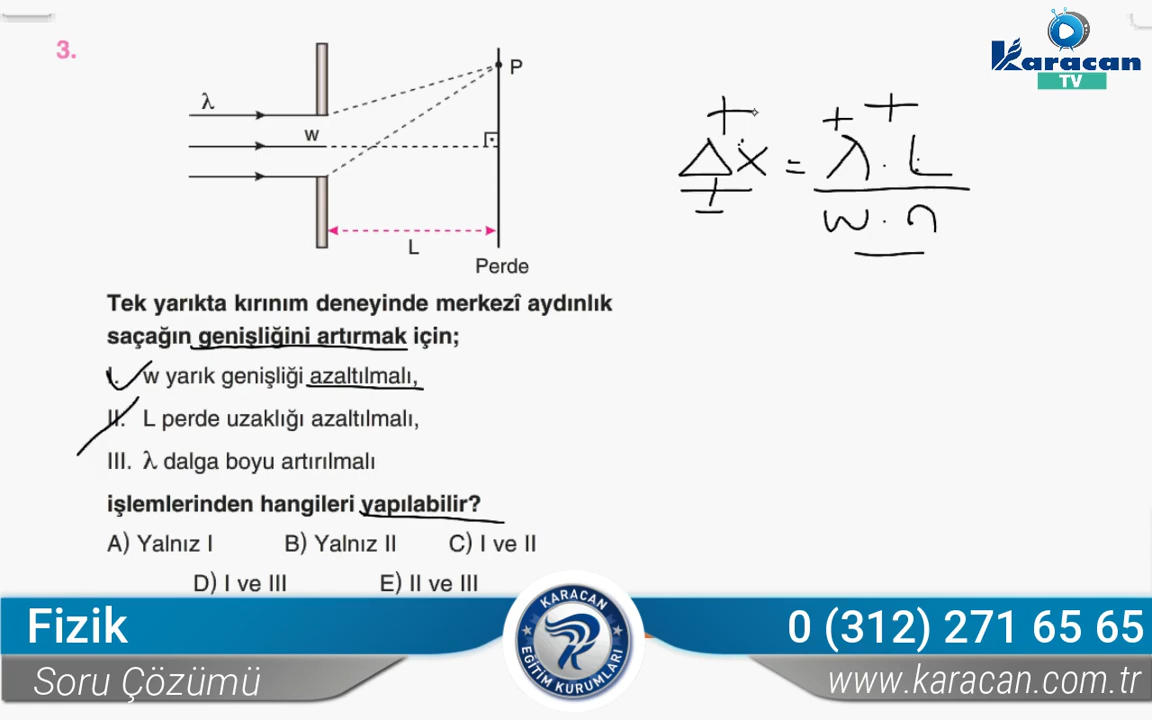 3.
Karacan
TV
λ
P
w
L
Perde
+ + +
Δx = λ . L
w . n
Tek yarıkta kırınım deneyinde merkezî aydınlık
saçağın genişliğini artırmak için;
I. w yarık genişliği azaltılmalı,
II. L perde uzaklığı azaltılmalı,
III. λ dalga boyu artırılmalı
işlemlerinden hangileri yapılabilir?
A) Yalnız I B) Yalnız II C) I ve II
D) I ve III E) II ve III
Fizik
Soru Çözümü
KARACAN
EĞİTİM KURUMLARI
0 (312) 271 65 65
www.karacan.com.tr